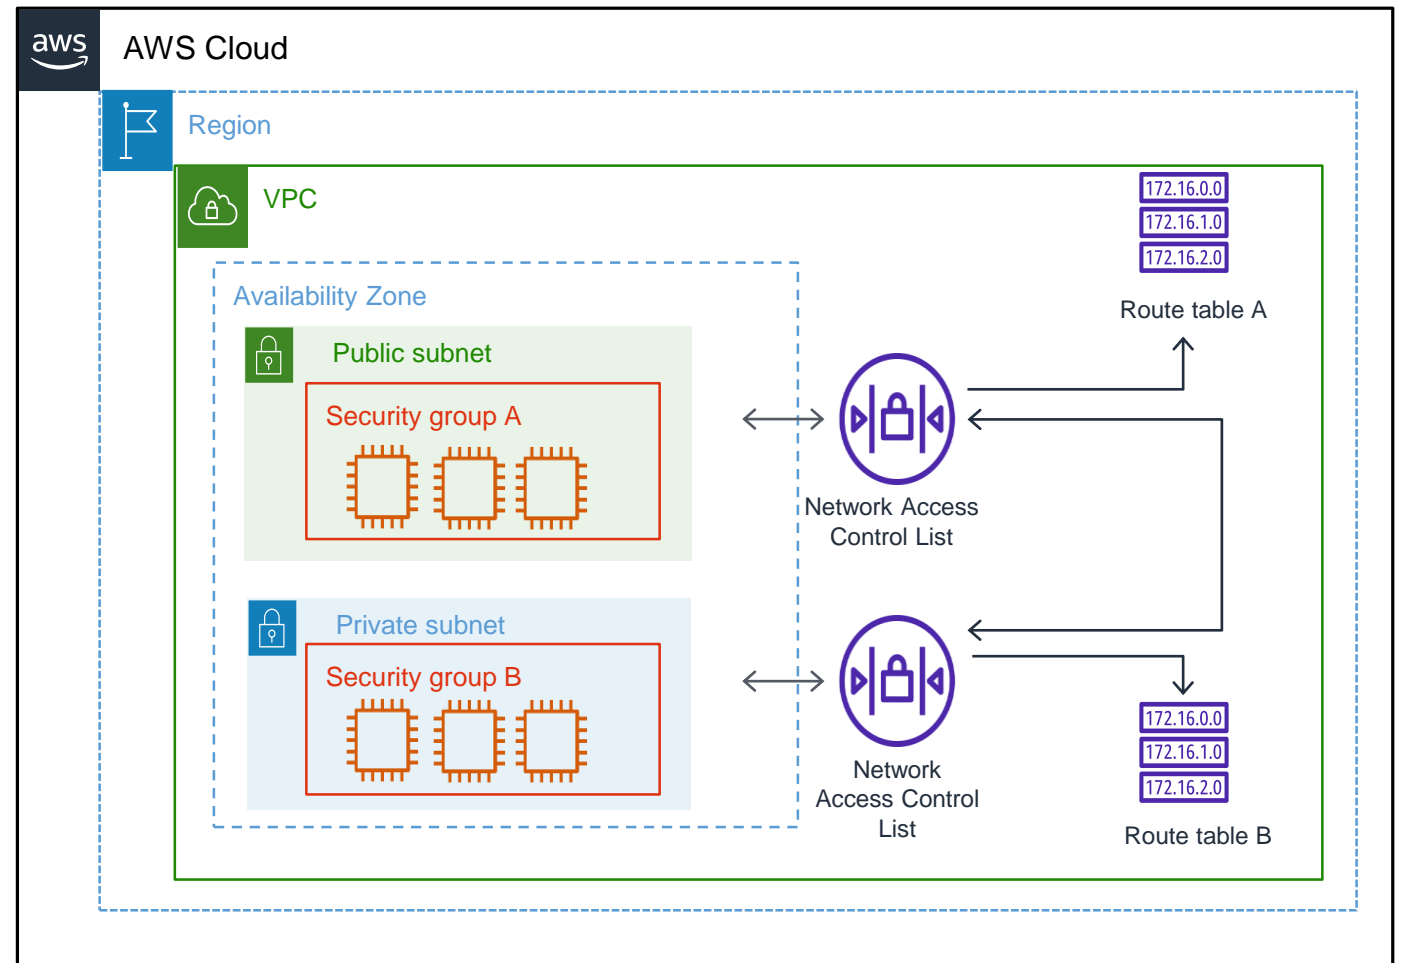 aws
AWS Cloud
Region
VPC
172.16.0.0
172.16.1.0
172.16.2.0
Route table A
Availability Zone
Public subnet
Security group A
Network Access
Control List
Private subnet
Security group B
Network
Access Control
List
172.16.0.0
172.16.1.0
172.16.2.0
Route table B